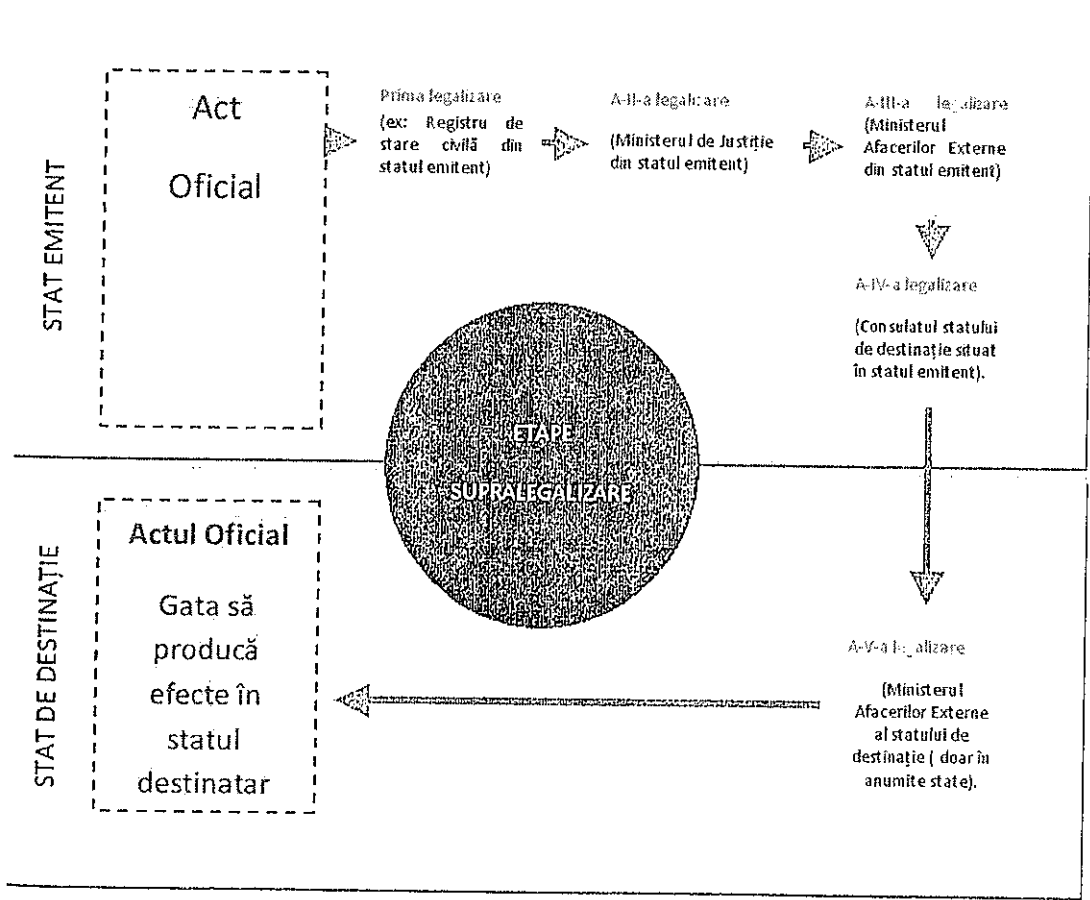 STAT EMITENT
Act
Oficial
Prima legalizare
(ex: Registru de
stare civilă din
statul emitent)
A-II-a legalizare
(Ministerul de Justiție
din statul emitent)
A-III-a legalizare
(Ministerul
Afacerilor Externe
din statul emitent)
A-IV-a legalizare
(Consulatul statului
de destinație situat
în statul emitent).
ETAPE
SUPRALEGALIZARE
STAT DE DESTINAȚIE
Actul Oficial
Gata să
producă
efecte în
statul
destinatar
A-V-a legalizare
(Ministerul
Afacerilor Externe
al statului de
destinație ( doar în
anumite state).